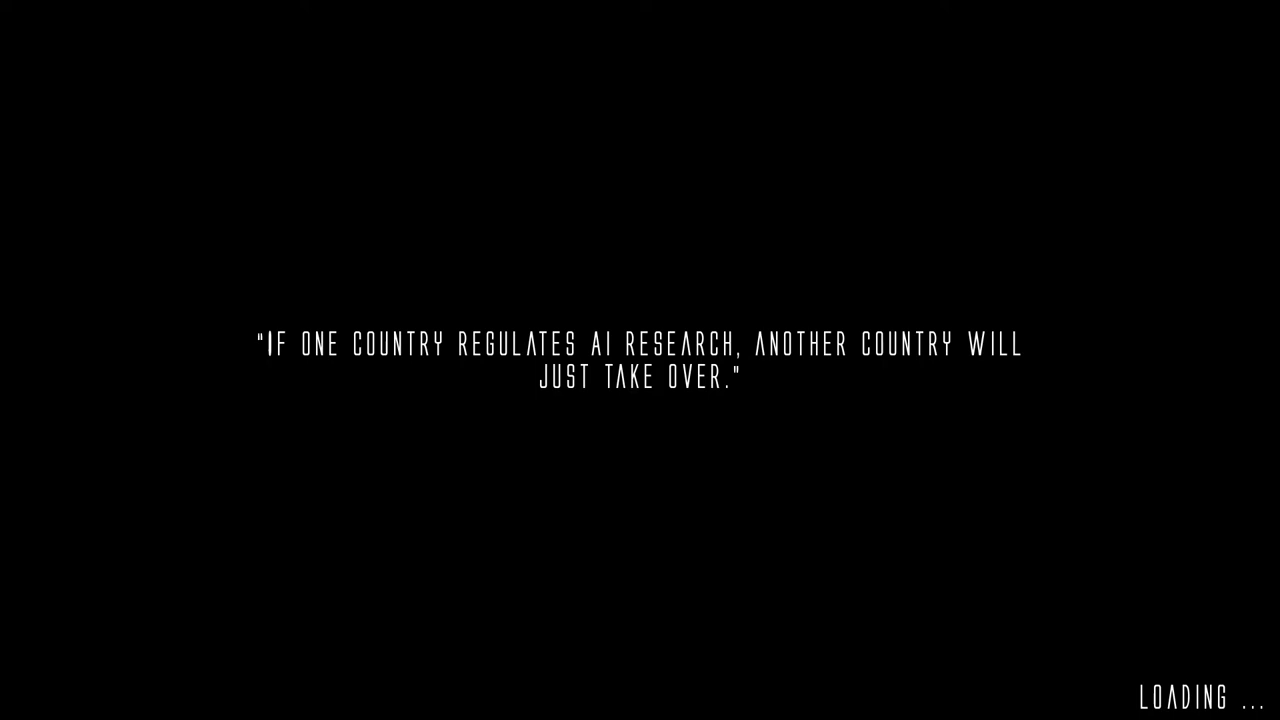 "IF ONE COUNTRY REGULATES AI RESEARCH, ANOTHER COUNTRY WILL
JUST TAKE OVER."
LOADING ...